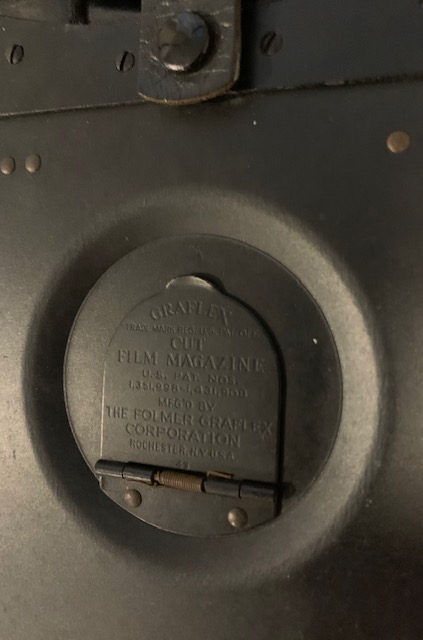 GRAFLEX
TRADE MARK REG. U.S. PAT. OFF.
CUT
FILM MAGAZINE
U.S. PAT. NOS.
MFG'D BY
THE FOLMER GRAFLEX
CORPORATION
ROCHESTER, N.Y. U.S.A.